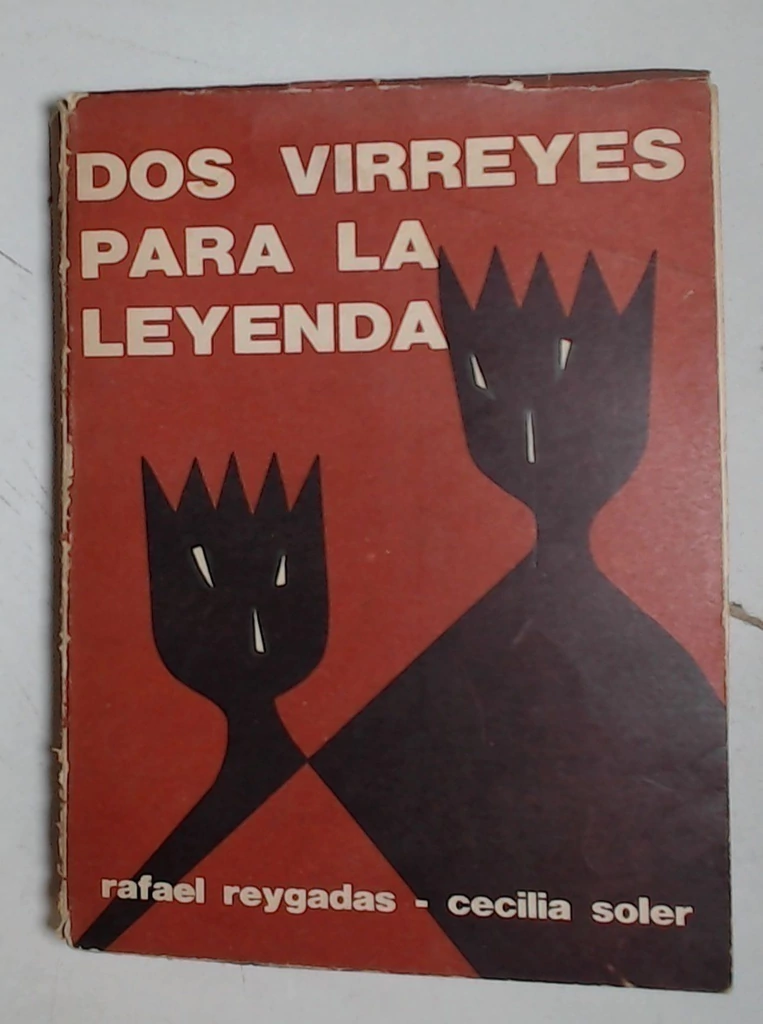 DOS VIRREYES
PARA LA
LEYENDA
rafael reygadas - cecilia soler